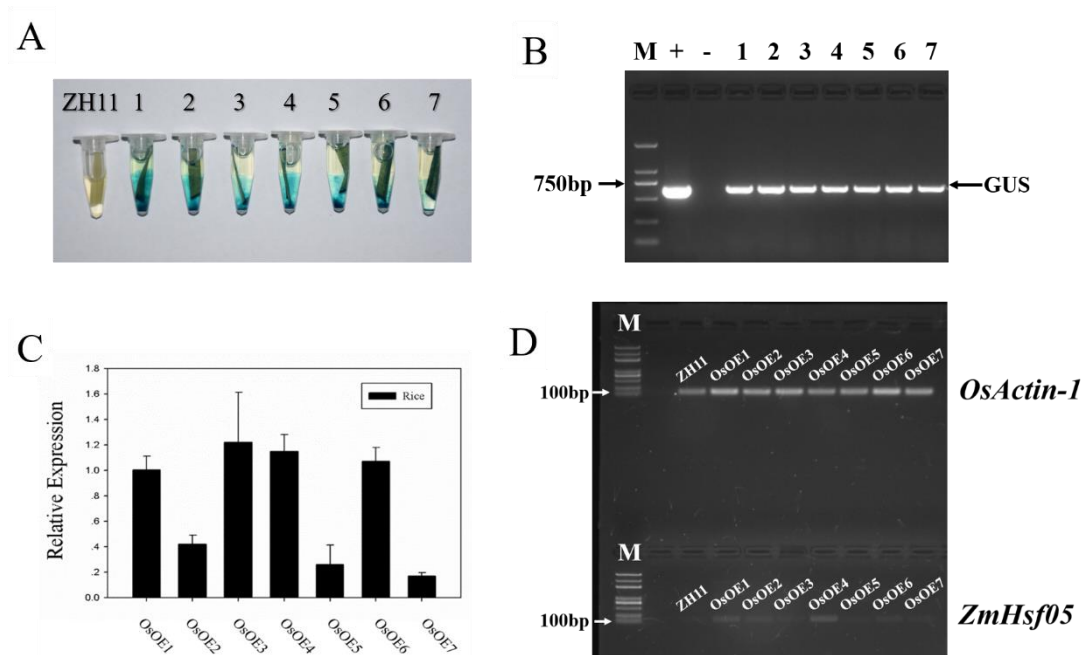 A
ZH11 1 2 3 4 5 6 7
B
M + - 1 2 3 4 5 6 7
750bp
GUS
C
Relative Expression
1.8
1.6
1.4
1.2
1.0
.8
.6
.4
.2
0.0
Rice
OsOE1 OsOE2 OsOE3 OsOE4 OsOE5 OsOE6 OsOE7
D
M
ZH11 OsOE1 OsOE2 OsOE3 OsOE4 OsOE5 OsOE6 OsOE7
100bp
OsActin-1
M
ZH11 OsOE1 OsOE2 OsOE3 OsOE4 OsOE5 OsOE6 OsOE7
100bp
ZmHsf05